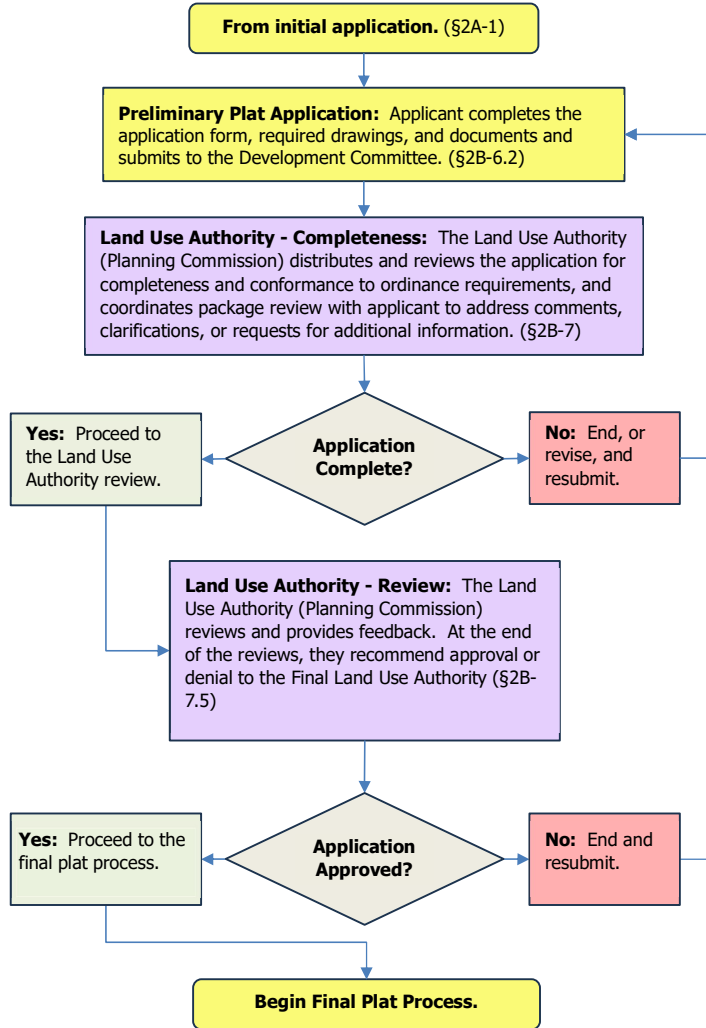 From initial application. (§2A-1)
Preliminary Plat Application: Applicant completes the
application form, required drawings, and documents and
submits to the Development Committee. (§2B-6.2)
Land Use Authority - Completeness: The Land Use Authority
(Planning Commission) distributes and reviews the application for
completeness and conformance to ordinance requirements, and
coordinates package review with applicant to address comments,
clarifications, or requests for additional information. (§2B-7)
Yes: Proceed to
the Land Use
Authority review.
Application
Complete?
No: End, or
revise, and
resubmit.
Land Use Authority - Review: The Land
Use Authority (Planning Commission)
reviews and provides feedback. At the end
of the reviews, they recommend approval or
denial to the Final Land Use Authority (§2B-
7.5)
Yes: Proceed to the
final plat process.
Application
Approved?
No: End and
resubmit.
Begin Final Plat Process.